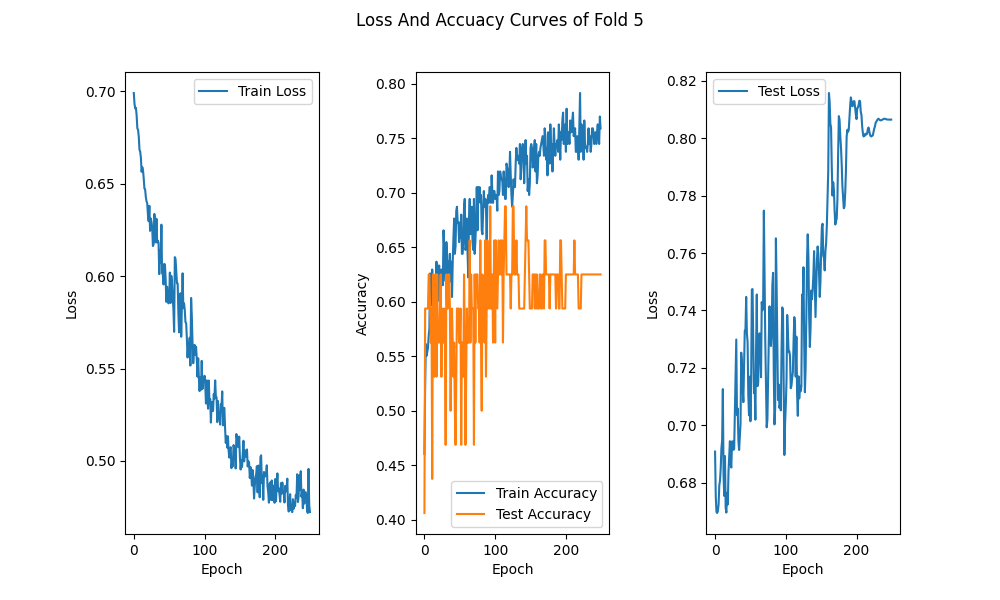 Loss And Accuacy Curves of Fold 5
0.70
0.65
0.60
0.55
0.50
Loss
0 100 200
Epoch
Train Loss
0.80
0.75
0.70
0.65
0.60
0.55
0.50
0.45
0.40
Accuracy
0 100 200
Epoch
Train Accuracy
Test Accuracy
0.82
0.80
0.78
0.76
0.74
0.72
0.70
0.68
Loss
0 100 200
Epoch
Test Loss